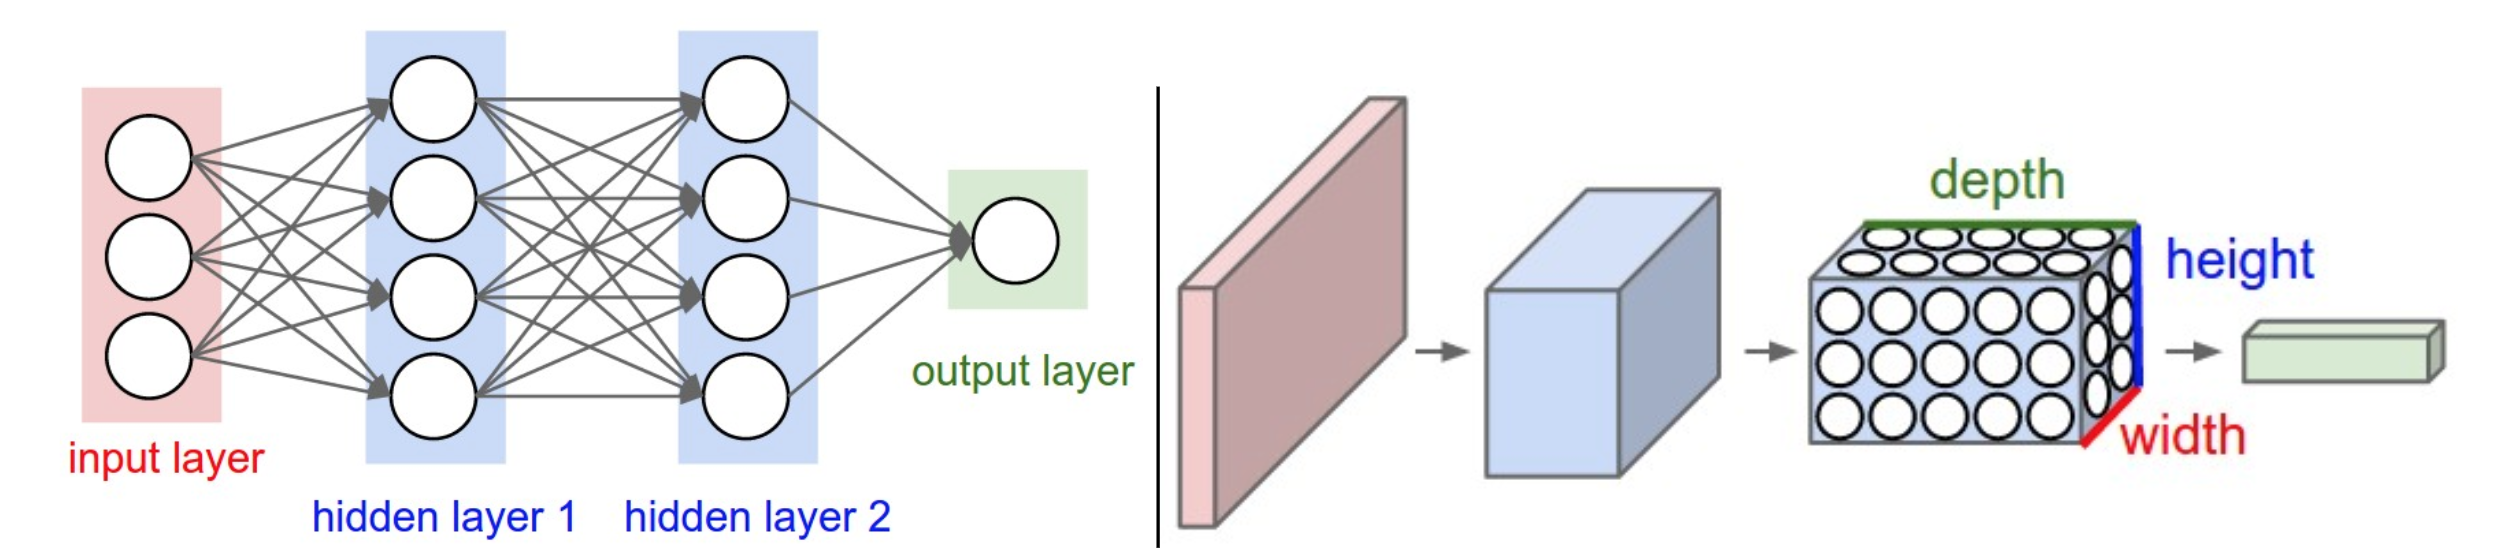 input layer
hidden layer 1
hidden layer 2
output layer
depth
height
width